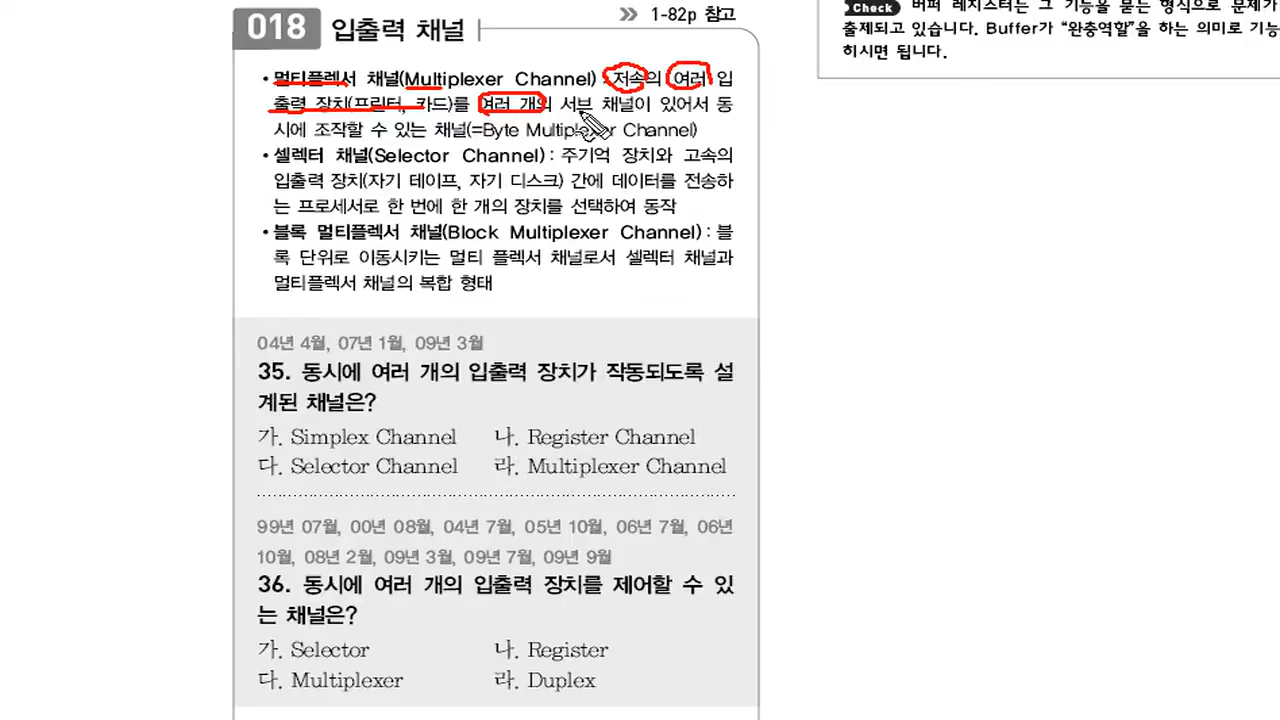 018 입출력 채널
1-82p 참고
• 멀티플렉서 채널(Multiplexer Channel) : 저속의 여러 입
출력 장치(프린터, 카드)를 여러 개의 서브 채널이 있어서 동
시에 조작할 수 있는 채널(=Byte Multiplexer Channel)
• 셀렉터 채널(Selector Channel) : 주기억 장치와 고속의
입출력 장치(자기 테이프, 자기 디스크) 간에 데이터를 전송하
는 프로세서로 한 번에 한 개의 장치를 선택하여 동작
• 블록 멀티플렉서 채널(Block Multiplexer Channel) : 블
록 단위로 이동시키는 멀티 플렉서 채널로서 셀렉터 채널과
멀티플렉서 채널의 복합 형태
04년 4월, 07년 1월, 09년 3월
35. 동시에 여러 개의 입출력 장치가 작동되도록 설
계된 채널은?
가. Simplex Channel 나. Register Channel
다. Selector Channel 라. Multiplexer Channel
99년 07월, 00년 08월, 04년 7월, 05년 10월, 06년 7월, 06년
10월, 08년 2월, 09년 3월, 09년 7월, 09년 9월
36. 동시에 여러 개의 입출력 장치를 제어할 수 있
는 채널은?
가. Selector 나. Register
다. Multiplexer 라. Duplex
Check 버퍼 레지스터는 그 기능을 묻는 형식으로 문제가
출제되고 있습니다. Buffer가 "완충역할"을 하는 의미로 기능
히시면 됩니다.